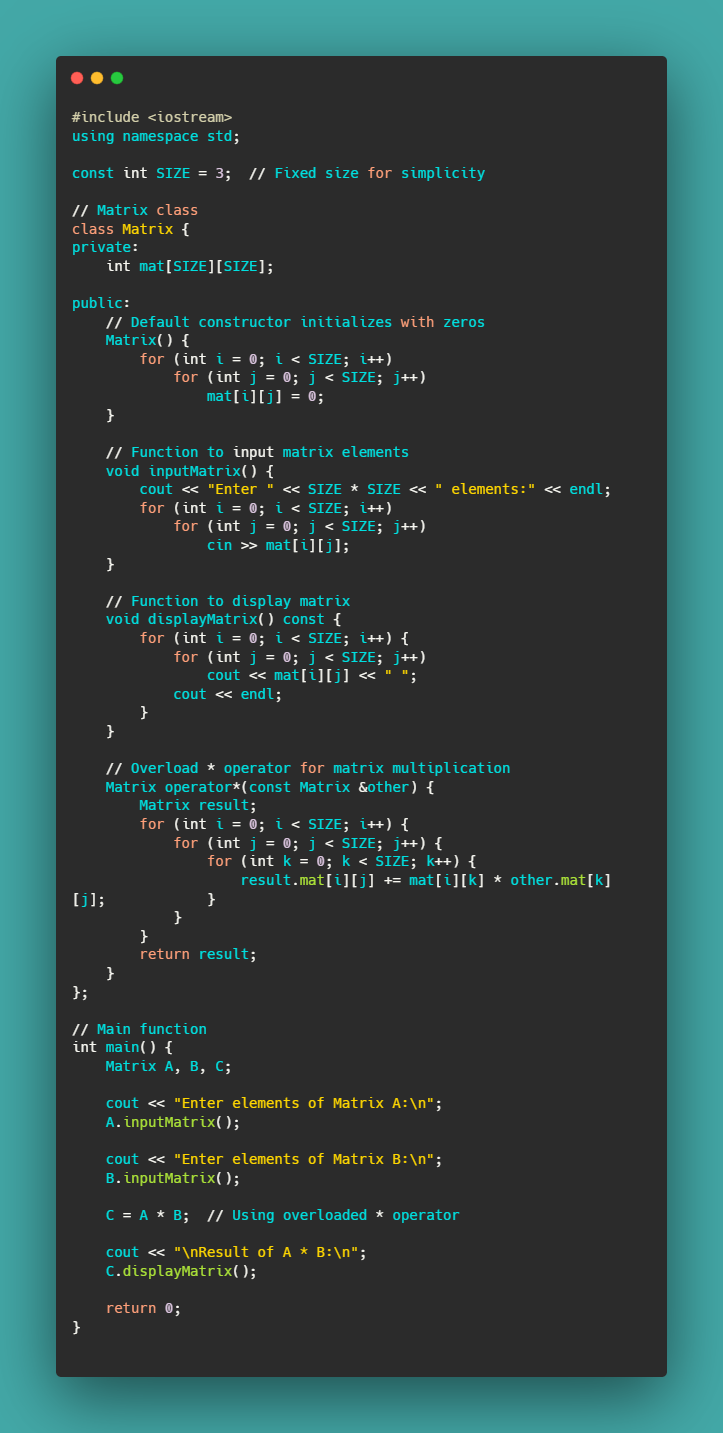 #include <iostream>
using namespace std;

const int SIZE = 3;  // Fixed size for simplicity

// Matrix class
class Matrix {
private:
    int mat[SIZE][SIZE];

public:
    // Default constructor initializes with zeros
    Matrix() {
        for (int i = 0; i < SIZE; i++)
            for (int j = 0; j < SIZE; j++)
                mat[i][j] = 0;
    }

    // Function to input matrix elements
    void inputMatrix() {
        cout << "Enter " << SIZE * SIZE << " elements:" << endl;
        for (int i = 0; i < SIZE; i++)
            for (int j = 0; j < SIZE; j++)
                cin >> mat[i][j];
    }

    // Function to display matrix
    void displayMatrix() const {
        for (int i = 0; i < SIZE; i++) {
            for (int j = 0; j < SIZE; j++)
                cout << mat[i][j] << " ";
            cout << endl;
        }
    }

    // Overload * operator for matrix multiplication
    Matrix operator*(const Matrix &other) {
        Matrix result;
        for (int i = 0; i < SIZE; i++) {
            for (int j = 0; j < SIZE; j++) {
                for (int k = 0; k < SIZE; k++) {
                    result.mat[i][j] += mat[i][k] * other.mat[k]
[j];            }
            }
        }
        return result;
    }
};

// Main function
int main() {
    Matrix A, B, C;

    cout << "Enter elements of Matrix A:\n";
    A.inputMatrix();

    cout << "Enter elements of Matrix B:\n";
    B.inputMatrix();

    C = A * B;  // Using overloaded * operator

    cout << "\nResult of A * B:\n";
    C.displayMatrix();

    return 0;
}